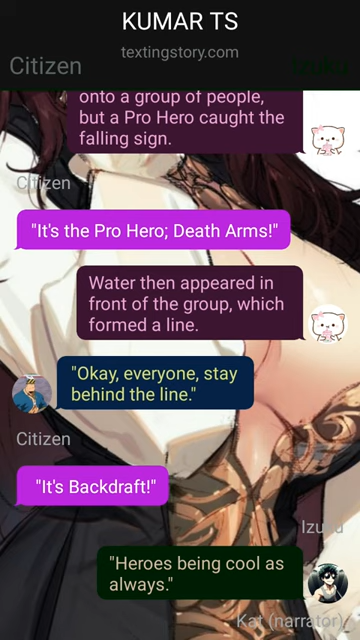 KUMAR TS
textingstory.com
Citizen
Izuku
onto a group of people,
but a Pro Hero caught the
falling sign.
Citizen
"It's the Pro Hero; Death Arms!"
Water then appeared in
front of the group, which
formed a line.
"Okay, everyone, stay
behind the line."
Citizen
"It's Backdraft!"
Izuku
"Heroes being cool as
always."
Kat (narrator)